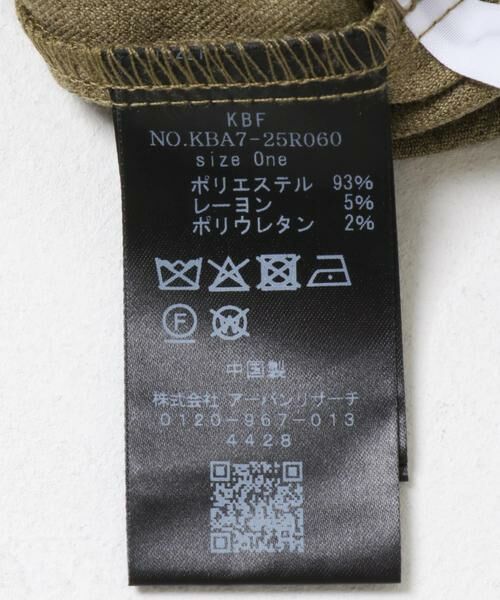 KBF
NO.KBA7-25R060
size One
ポリエステル 93%
レーヨン 5%
ポリウレタン 2%
F
W
中国製
株式会社 アーバンリサーチ
0120-967-013
4428